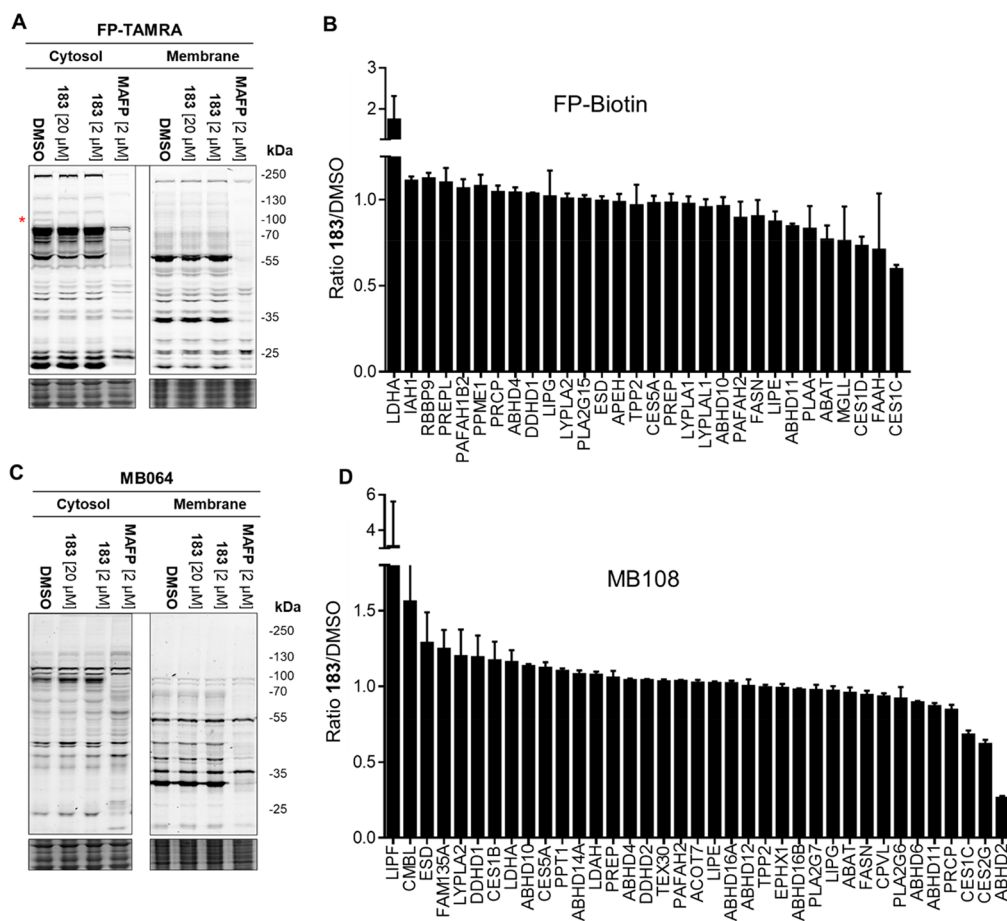 A
FP-TAMRA
Cytosol
Membrane
DMSO
183 [20 µM]
183 [2 µM]
MAFP [2 µM]
DMSO
183 [20 µM]
183 [2 µM]
MAFP [2 µM]
kDa
*
-250
-130
-100
-70
-55
-35
-25
B
FP-Biotin
Ratio 183/DMSO
3
2
1.0
0.5
0.0
LDHA
IAH1
RBBP9
PREPL
PAFAH1B2
PPME1
PRCP
ABHD4
DDHD1
LIPG
LYPLA2
PLA2G15
ESD
APEH
TPP2
CES5A
PREP
LYPLA1
LYPLAL1
ABHD10
PAFAH2
FASN
LIPE
ABHD11
PLAA
ABAT
MGLL
CES1D
FAAH
CES1C
C
MB064
Cytosol
Membrane
DMSO
183 [20 µM]
183 [2 µM]
MAFP [2 µM]
DMSO
183 [20 µM]
183 [2 µM]
MAFP [2 µM]
kDa
-250
-130
-100
-70
-55
-35
-25
D
MB108
Ratio 183/DMSO
6
4
1.5
1.0
0.5
0.0
LIPF
CMBL
ESD
FAM135A
LYPLA2
DDHD1
CES1B
LDHA
ABHD10
CES5A
PPT1
ABHD14A
LDAH
PREP
ABHD4
DDHD2
TEX30
PAFAH2
ACOT7
LIPE
ABHD16A
ABHD12
TPP2
EPHX1
ABHD16B
PLA2G7
LIPG
ABAT
FASN
CPVL
PLA2G6
ABHD6
ABHD11
PRCP
CES1C
CES2G
ABHD2